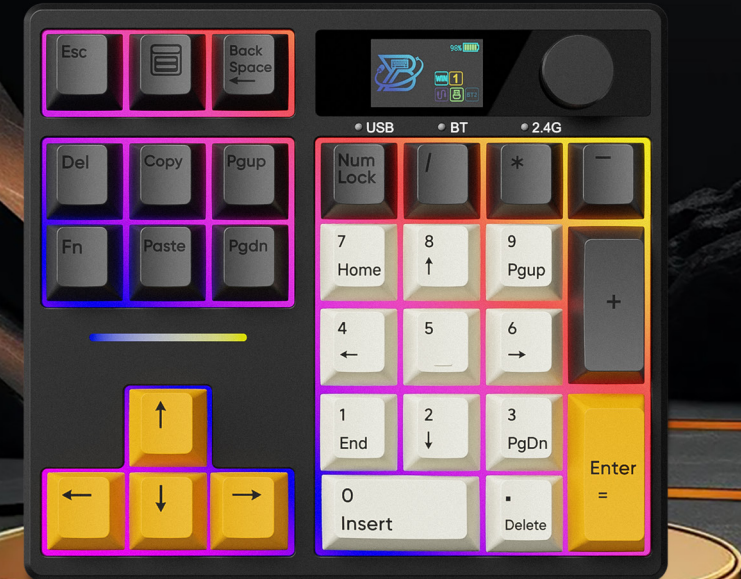 Esc
Back
Space
←
98%
WIN 1
USB BT 2.4G
Del Copy Pgup
Num
Lock
/
*
−
Fn Paste Pgdn
7
Home
8
↑
9
Pgup
+
4
←
5
6
→
1
End
2
↓
3
PgDn
Enter
=
↑
← ↓ →
0
Insert
.
Delete